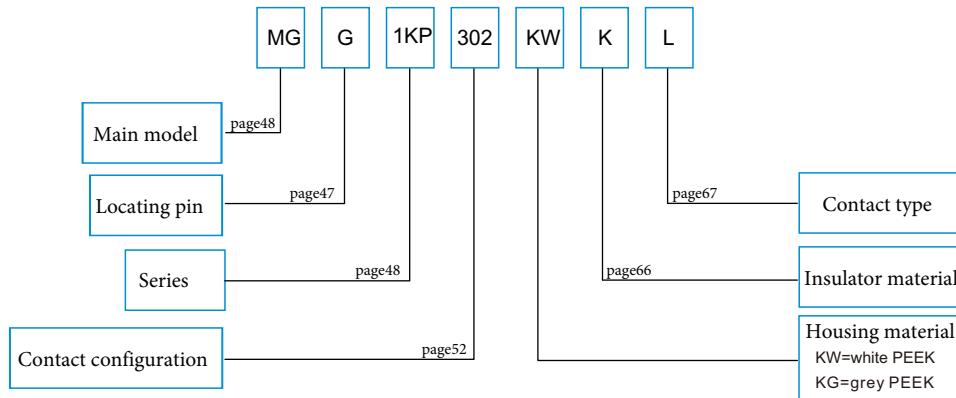 MG G 1KP 302 KW K L
Main model page48
Locating pin page47
page67 Contact type
Series page48
page66 Insulator material
Contact configuration page52
Housing material
KW=white PEEK
KG=grey PEEK